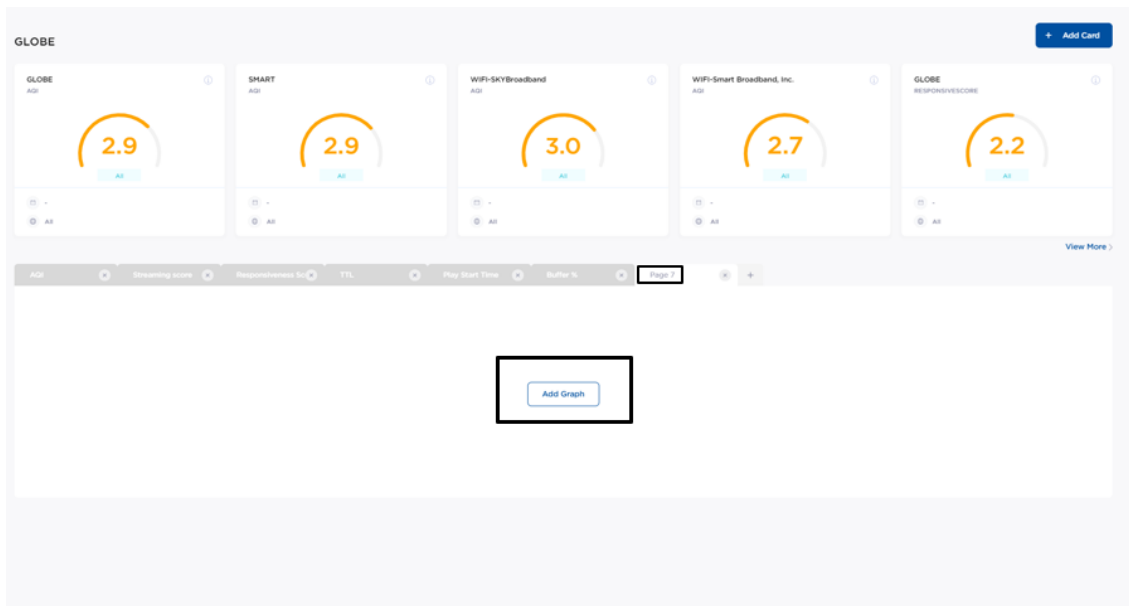 GLOBE
+ Add Card
GLOBE
AQI
2.9
All
-
All
SMART
AQI
2.9
All
-
All
WIFI-SKYBroadband
AQI
3.0
All
-
All
WIFI-Smart Broadband, Inc.
AQI
2.7
All
-
All
GLOBE
RESPONSIVESCORE
2.2
All
-
All
View More >
AQI
Streaming score
Responsiveness Sc
TTL
Play Start Time
Buffer %
Page 7
+
Add Graph